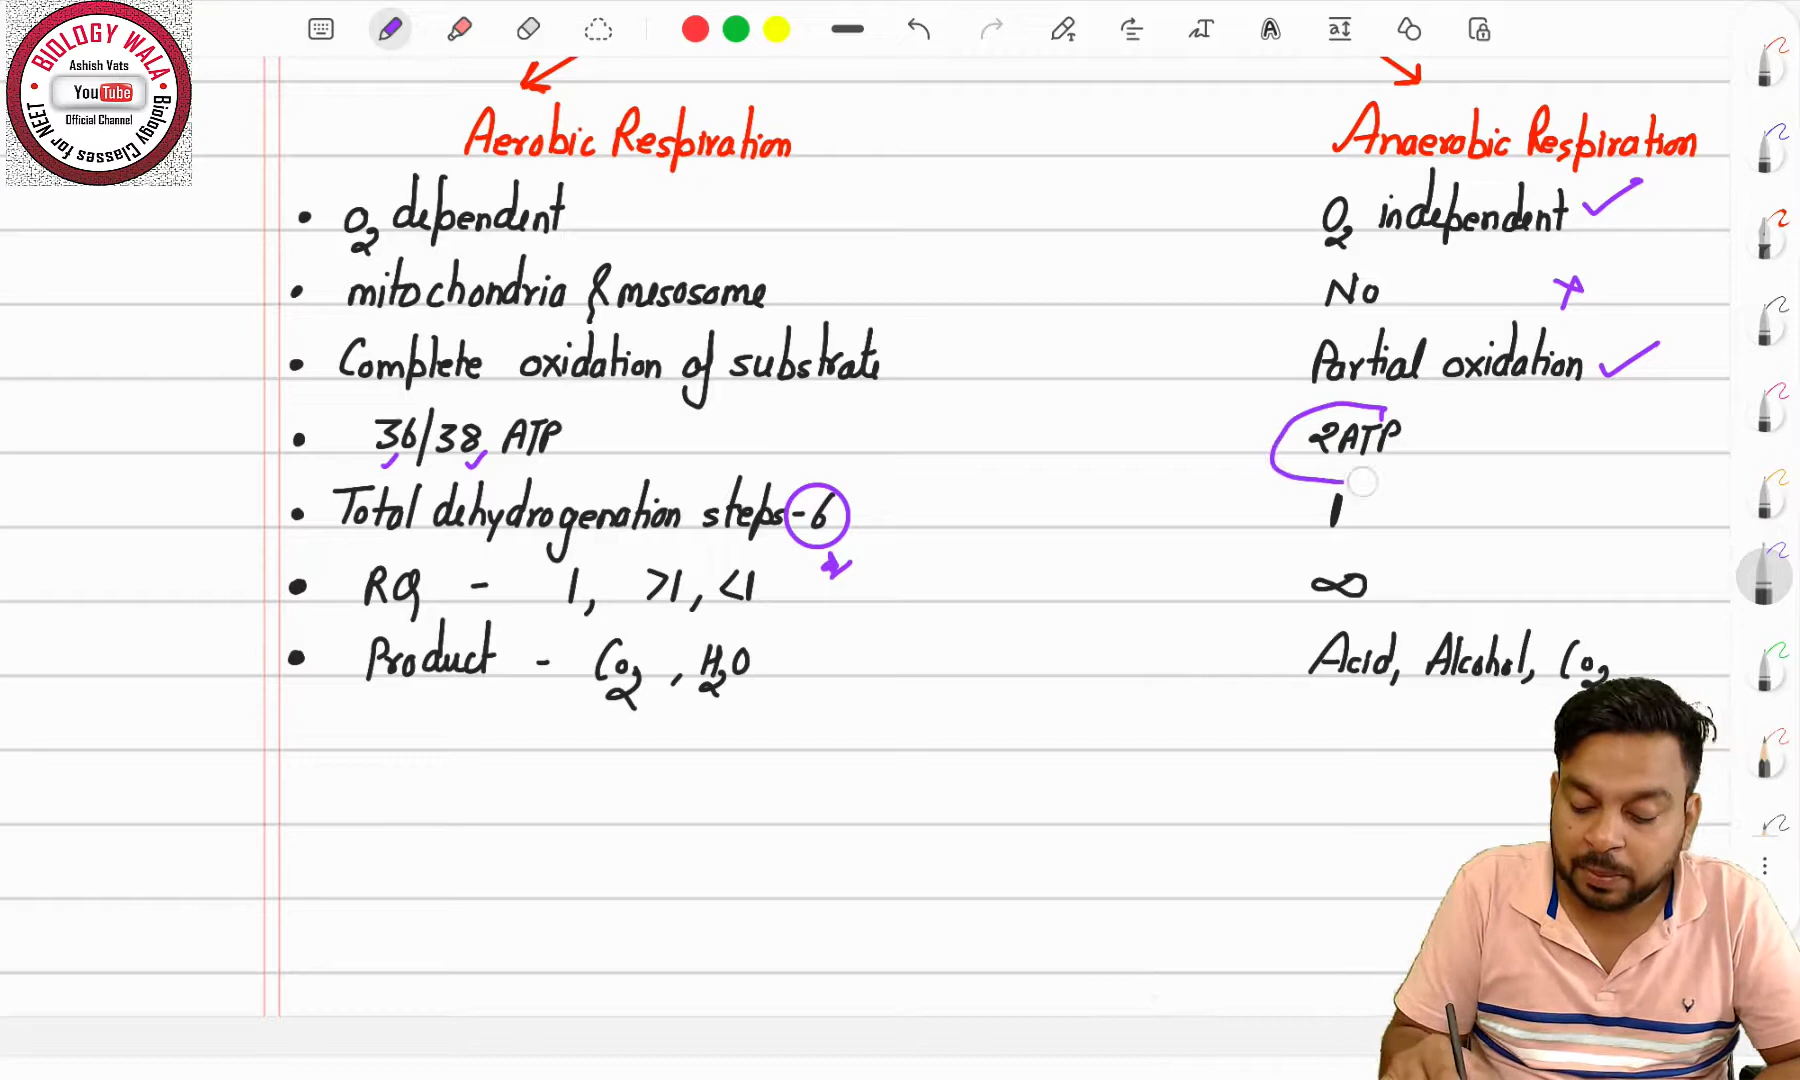 BIOLOGY WALA
Ashish Vats
YouTube
Official Channel
Biology Classes for NEET
Aerobic Respiration Anaerobic Respiration
• O2 dependent O2 independent ✓
• mitochondria & mesosome No ✗
• Complete oxidation of substrate Partial oxidation ✓
• 36/38 ATP 2ATP
• Total dehydrogenation steps - 6 1
• RQ - 1, >1, <1 ∞
• Product - CO2, H2O Acid, Alcohol, CO2